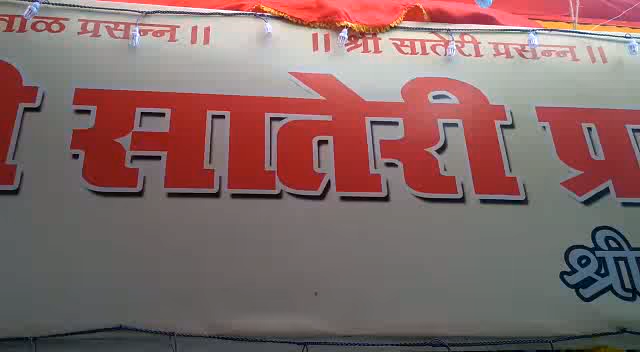 प्रसन्न ॥ ॥ श्री सातेरी प्रसन्न ॥
सातेरी